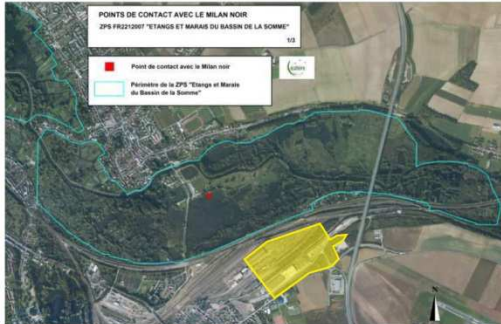 POINTS DE CONTACT AVEC LE MILAN NOIR
ZPS FR2212007 "ETANGS ET MARAIS DU BASSIN DE LA SOMME"
1/3
Point de contact avec le Milan noir
Périmètre de la ZPS "Etangs et Marais
du Bassin de la Somme"
N